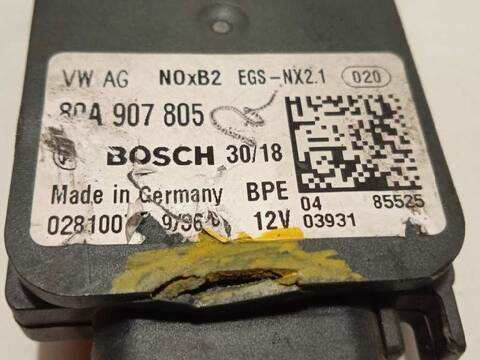 VW AG NOxB2 EGS-NX2.1 020
80A 907 805
BOSCH 30/18
Made in Germany BPE 04 85525
12V 03931